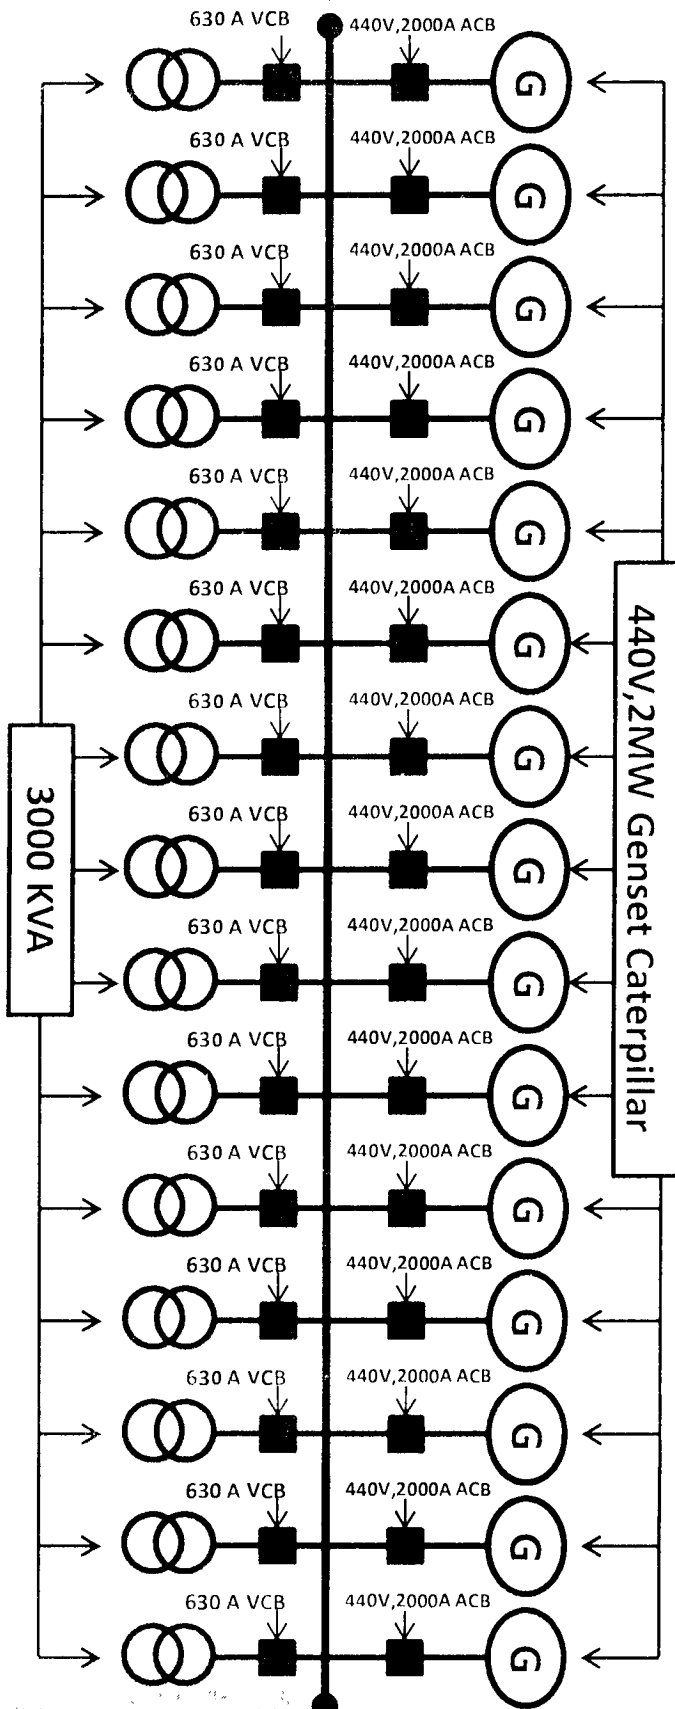 630 A VCB 440V,2000A ACB
G
630 A VCB 440V,2000A ACB
G
630 A VCB 440V,2000A ACB
G
630 A VCB 440V,2000A ACB
G
630 A VCB 440V,2000A ACB
G
630 A VCB 440V,2000A ACB
G
630 A VCB 440V,2000A ACB
G
630 A VCB 440V,2000A ACB
G
630 A VCB 440V,2000A ACB
G
630 A VCB 440V,2000A ACB
G
630 A VCB 440V,2000A ACB
G
630 A VCB 440V,2000A ACB
G
630 A VCB 440V,2000A ACB
G
630 A VCB 440V,2000A ACB
G
630 A VCB 440V,2000A ACB
G
3000 KVA
440V,2MW Genset Caterpillar